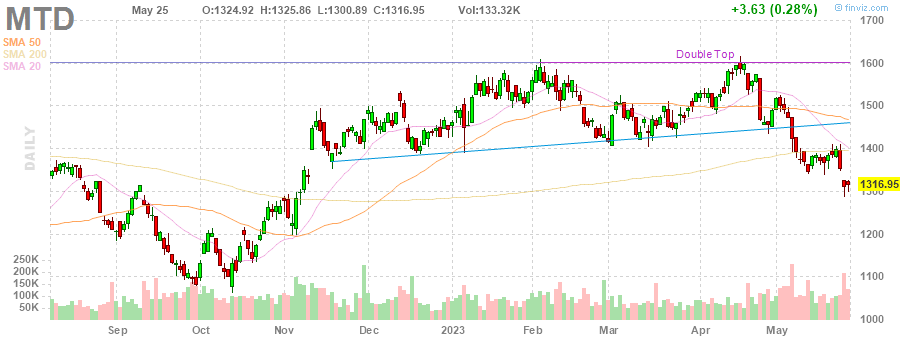 MTD May 25 O:1324.92 H:1325.86 L:1300.89 C:1316.95 Vol:133.32K +3.63 (0.28%) @ finviz.com
1700
SMA 50
SMA 200
SMA 20
Double Top
1600
1500
DAILY
1400
1316.95
1300
1200
250K
200K
150K
100K
50K
1100
1000
Sep Oct Nov Dec 2023 Feb Mar Apr May